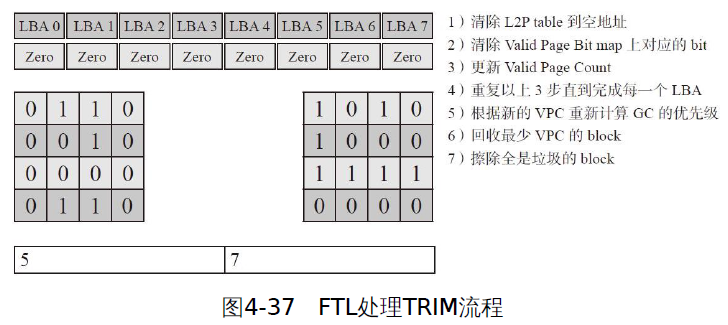 LBA 0 LBA 1 LBA 2 LBA 3 LBA 4 LBA 5 LBA 6 LBA 7
Zero Zero Zero Zero Zero Zero Zero Zero
1）清除 L2P table 到空地址
2）清除 Valid Page Bit map 上对应的 bit
3）更新 Valid Page Count
4）重复以上 3 步直到完成每一个 LBA
5）根据新的 VPC 重新计算 GC 的优先级
6）回收最少 VPC 的 block
7）擦除全是垃圾的 block
0 1 1 0
0 0 1 0
0 0 0 0
0 1 1 0
1 0 1 0
1 0 0 0
1 1 1 1
0 0 0 0
5 7
图4-37 FTL处理TRIM流程